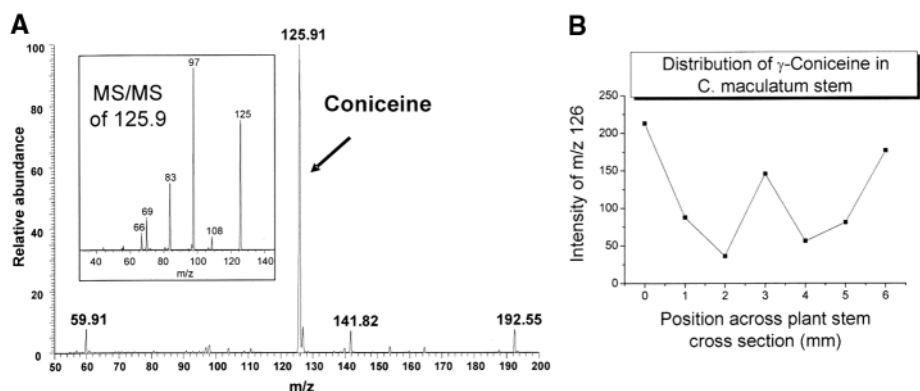 A
100
80
60
40
20
0
Relative abundance
125.91
59.91
141.82
192.55
Coniceine
MS/MS
of 125.9
97
125
83
69
66
108
40 60 80 100 120 140
m/z
50 60 70 80 90 100 110 120 130 140 150 160 170 180 190 200
m/z
B
Distribution of γ-Coniceine in
C. maculatum stem
250
200
150
100
50
0
Intensity of m/z 126
0 1 2 3 4 5 6
Position across plant stem
cross section (mm)